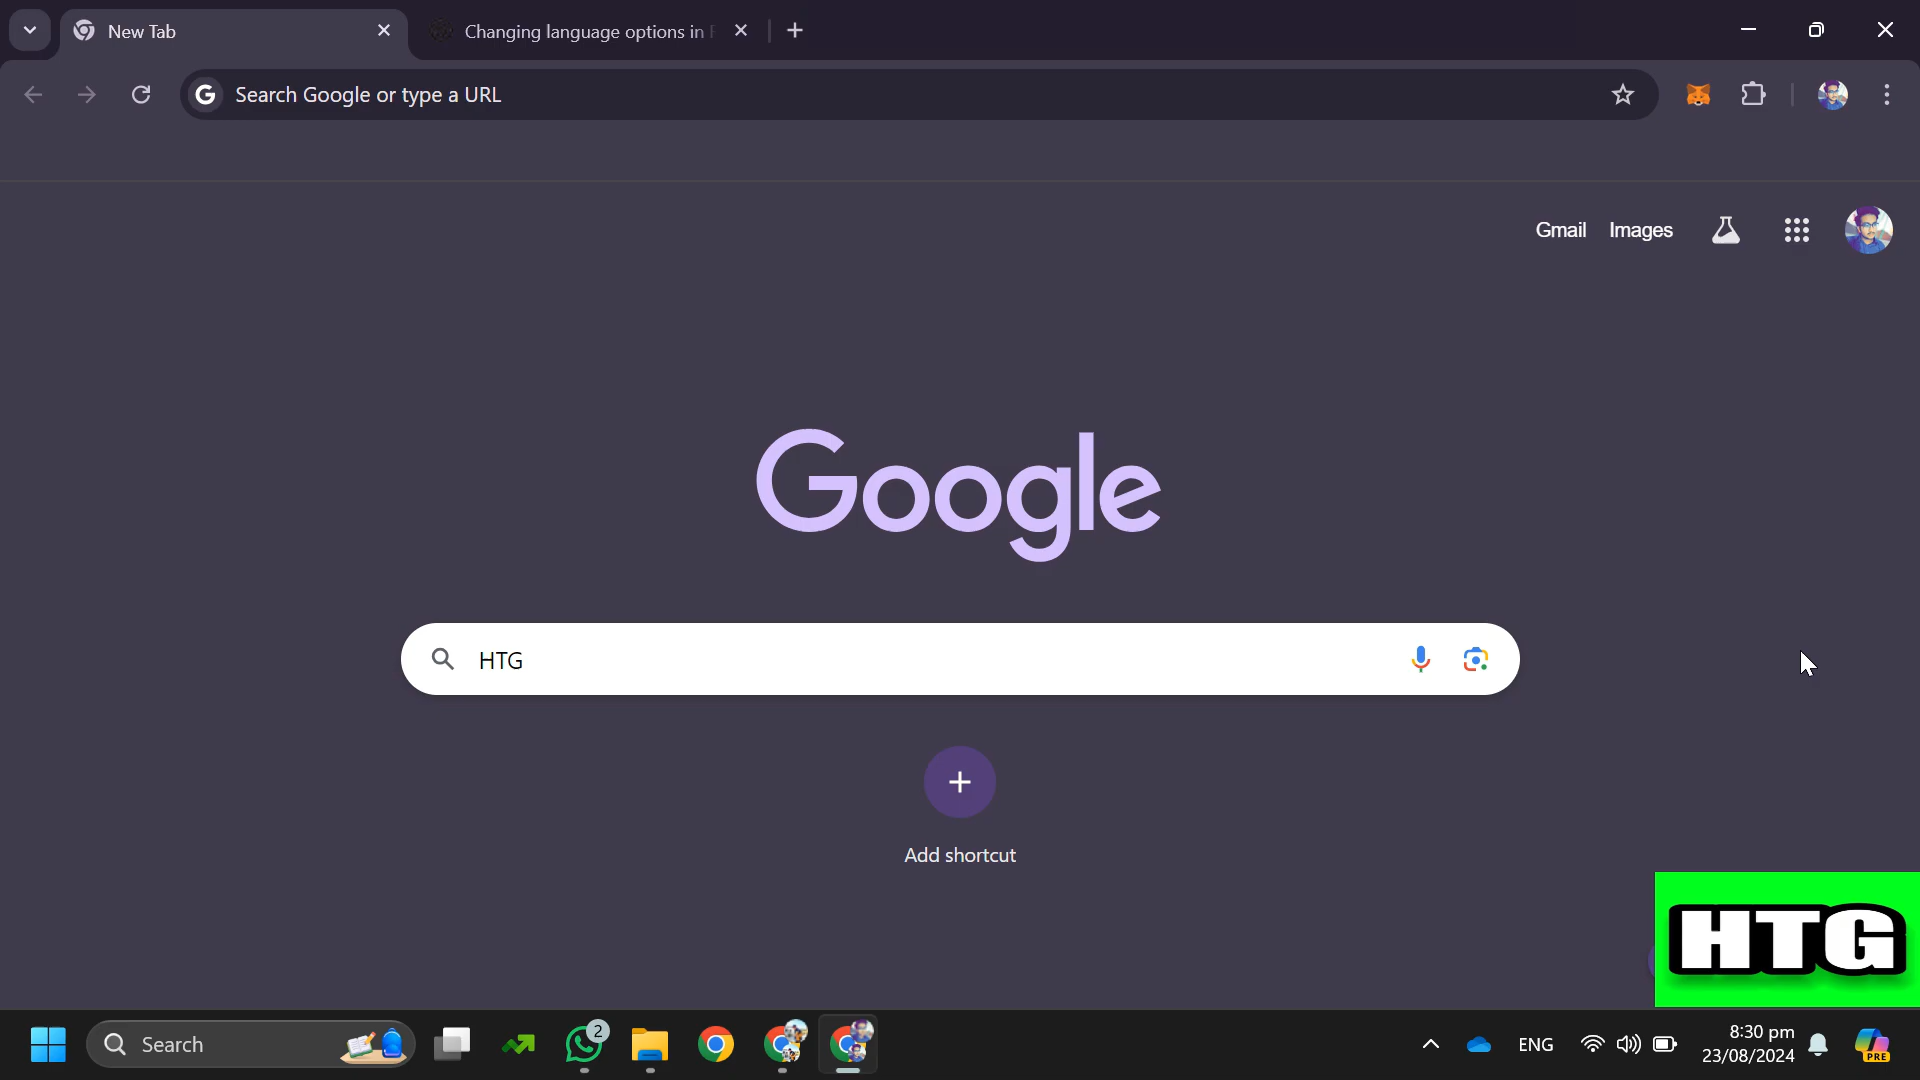 New Tab
Changing language options in
Search Google or type a URL
Gmail
Images
Google
HTG
Add shortcut
HTG
Search
2
ENG
8:30 pm
23/08/2024
PRE